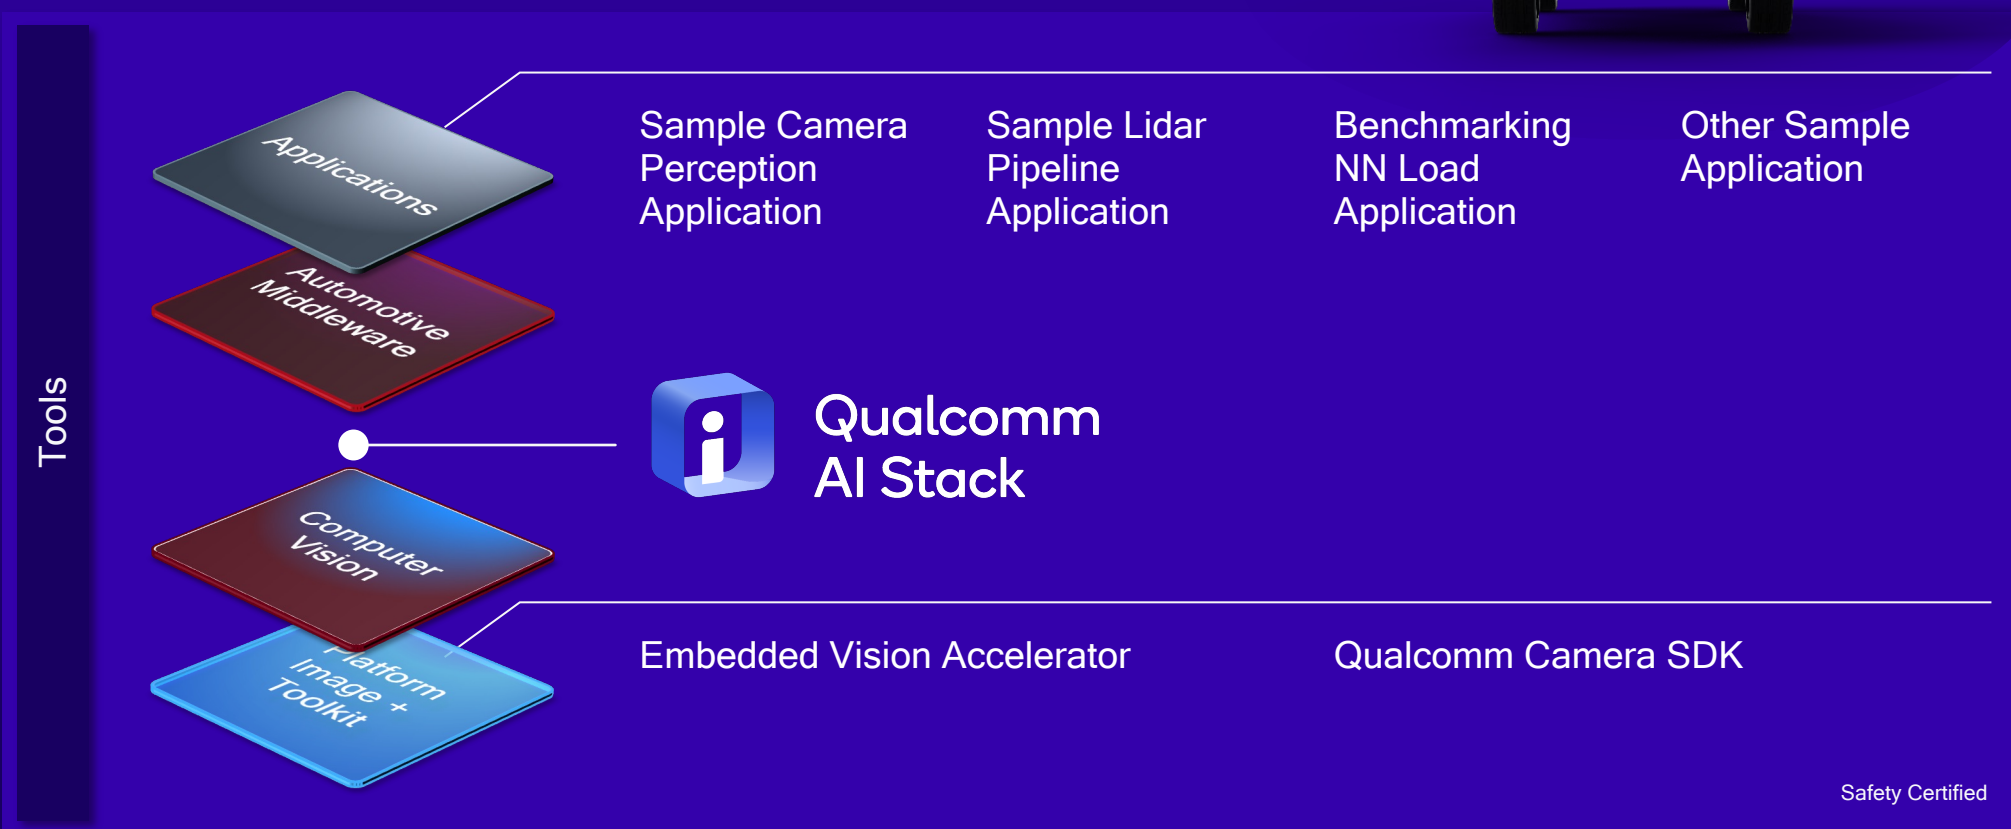 Tools
Applications
Sample Camera
Perception
Application
Sample Lidar
Pipeline
Application
Benchmarking
NN Load
Application
Other Sample
Application
Automotive
Middleware
Qualcomm
AI Stack
Computer
Vision
Platform
Image +
Toolkit
Embedded Vision Accelerator
Qualcomm Camera SDK
Safety Certified